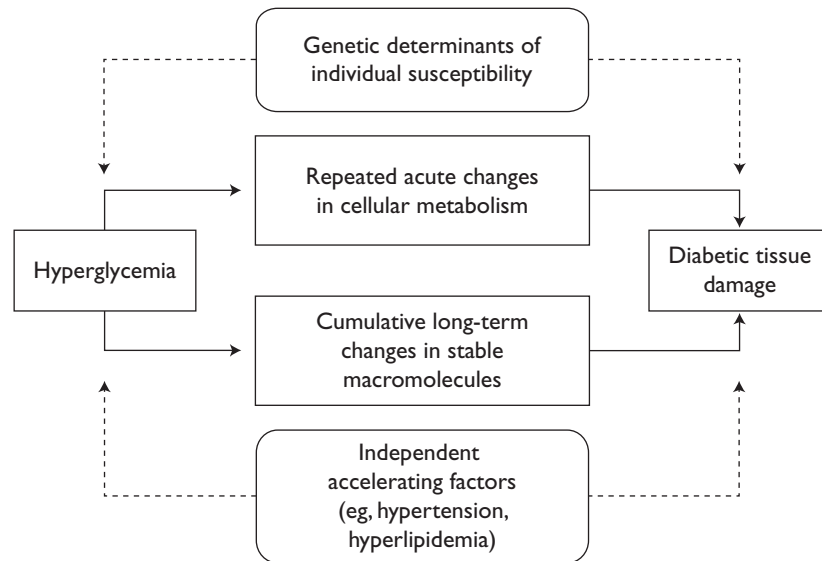 Genetic determinants of
individual susceptibility
Repeated acute changes
in cellular metabolism
Hyperglycemia
Diabetic tissue
damage
Cumulative long-term
changes in stable
macromolecules
Independent
accelerating factors
(eg, hypertension,
hyperlipidemia)